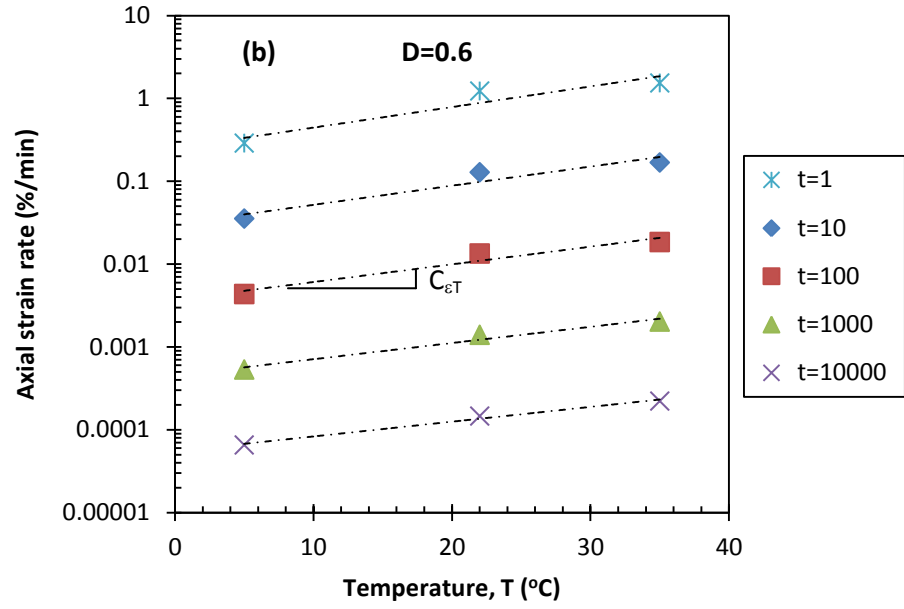 (b) D=0.6
Axial strain rate (%/min)
10
1
0.1
0.01
0.001
0.0001
0.00001
CεT
0 10 20 30 40
Temperature, T (oC)
t=1
t=10
t=100
t=1000
t=10000